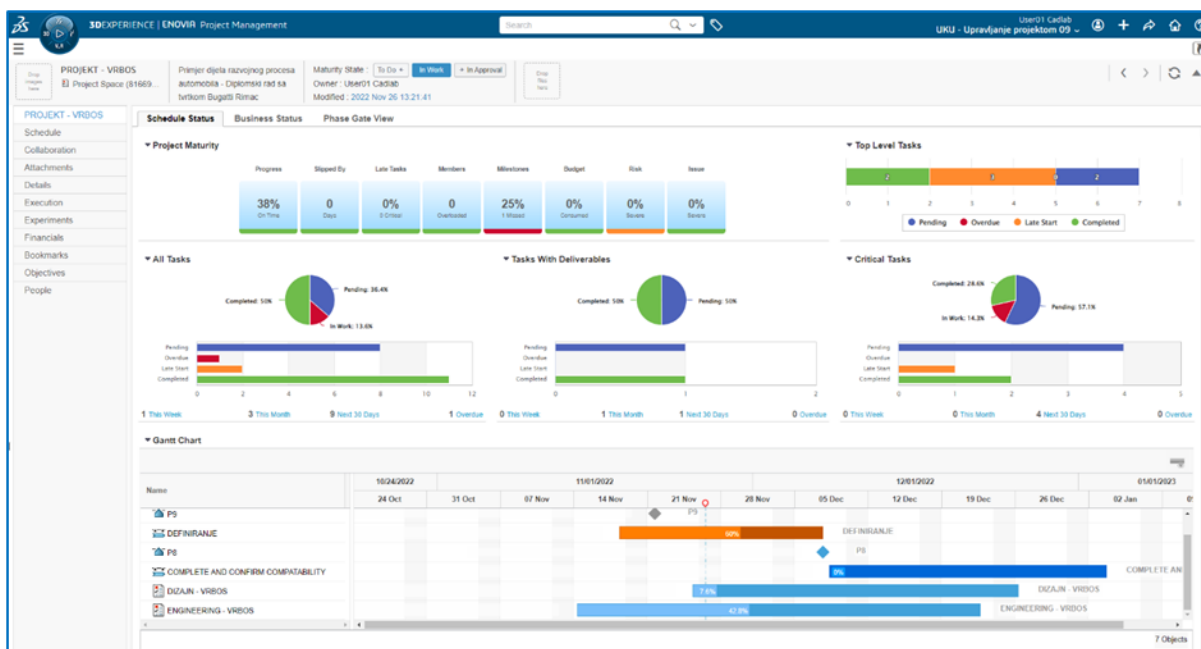 3DEXPERIENCE | ENOVIA Project Management
Search
User01 Cadlab
UKU - Upravljanje projektom 09
V.R
Drop Images here
PROJEKT - VRBOS
Project Space (81669...
Primjer dijela razvojnog procesa
automobila - Diplomski rad sa
tvrtkom Bugatti Rimac
Maturity State : To Do In Work In Approval
Owner : User01 Cadlab
Modified : 2022 Nov 26 13:21:41
Drop Files here
PROJEKT - VRBOS
Schedule
Collaboration
Attachments
Details
Execution
Experiments
Financials
Bookmarks
Objectives
People
Schedule Status Business Status Phase Gate View
Project Maturity
Progress Slipped By Late Tasks Members Milestones Budget Risk Issue
38% 0 0% 0 25% 0% 0% 0%
On Time Days 0 Critical Overloaded 1 Missed Consumed Severe Severe
Top Level Tasks
2 3 0 2
0 1 2 3 4 5 6 7 8
Pending Overdue Late Start Completed
All Tasks
Completed: 50%
Pending: 36.4%
In Work: 13.6%
Pending
Overdue
Late Start
Completed
0 2 4 6 8 10 12
1 This Week 3 This Month 9 Next 30 Days 1 Overdue
Tasks With Deliverables
Completed: 50%
Pending: 50%
Pending
Overdue
Late Start
Completed
0 1 2
0 This Week 1 This Month 1 Next 30 Days 0 Overdue
Critical Tasks
Completed: 28.6%
Pending: 57.1%
In Work: 14.3%
Pending
Overdue
Late Start
Completed
0 1 2 3 4 5
0 This Week 0 This Month 4 Next 30 Days 0 Overdue
Gantt Chart
Name
10/24/2022 11/01/2022 12/01/2022 01/01/2023
24 Oct 31 Oct 07 Nov 14 Nov 21 Nov 28 Nov 05 Dec 12 Dec 19 Dec 26 Dec 02 Jan
P9 P9
DEFINIRANJE 60% DEFINIRANJE
P8 P8
COMPLETE AND CONFIRM COMPATABILITY 0% COMPLETE AN
DIZAJN - VRBOS 7.6% DIZAJN - VRBOS
ENGINEERING - VRBOS 42.8% ENGINEERING - VRBOS
7 Objects